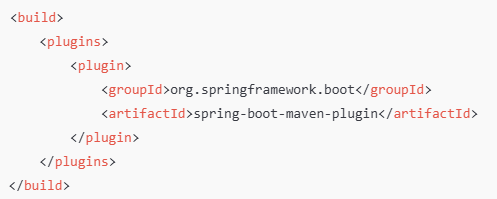 <build>
    <plugins>
        <plugin>
            <groupId>org.springframework.boot</groupId>
            <artifactId>spring-boot-maven-plugin</artifactId>
        </plugin>
    </plugins>
</build>